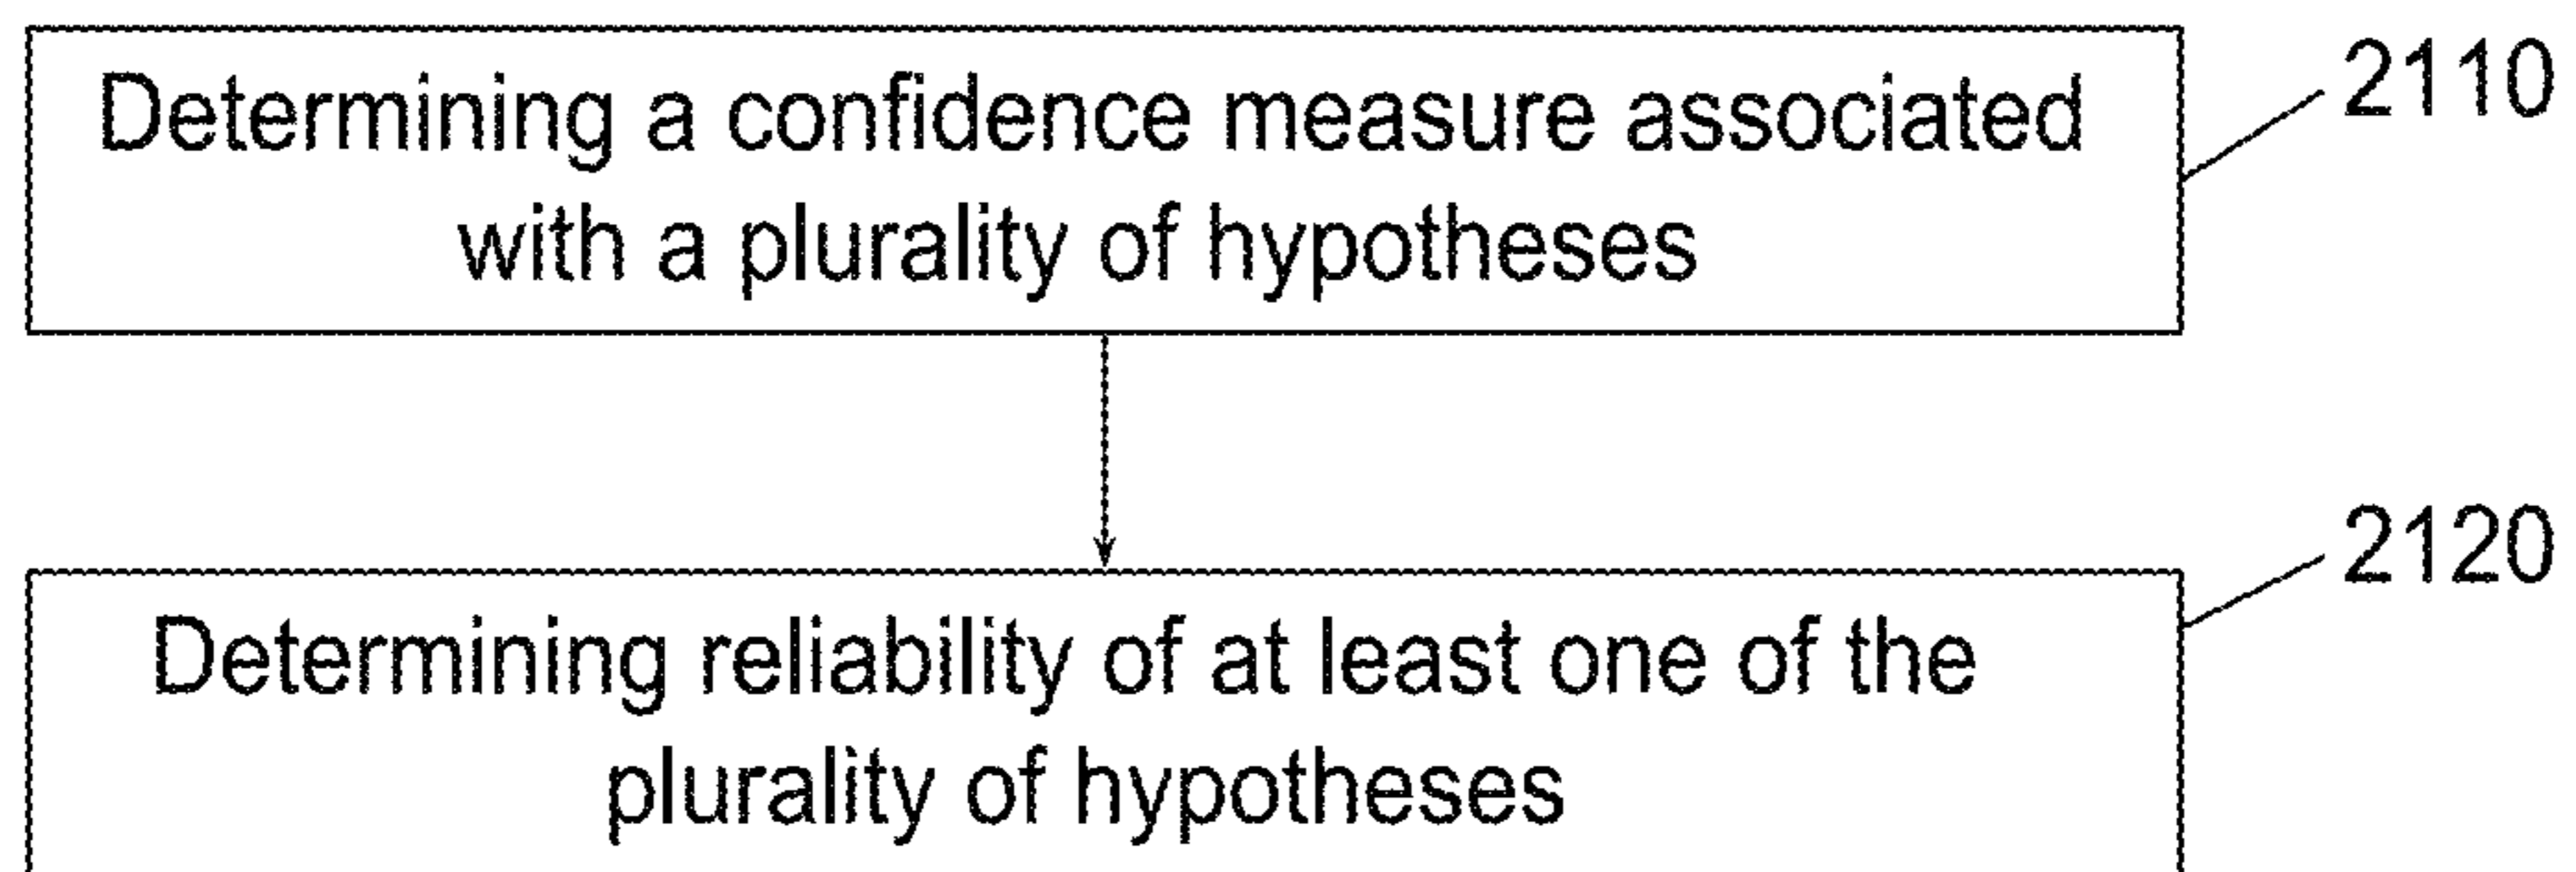 Determining a confidence measure associated
with a plurality of hypotheses
2110
Determining reliability of at least one of the
plurality of hypotheses
2120